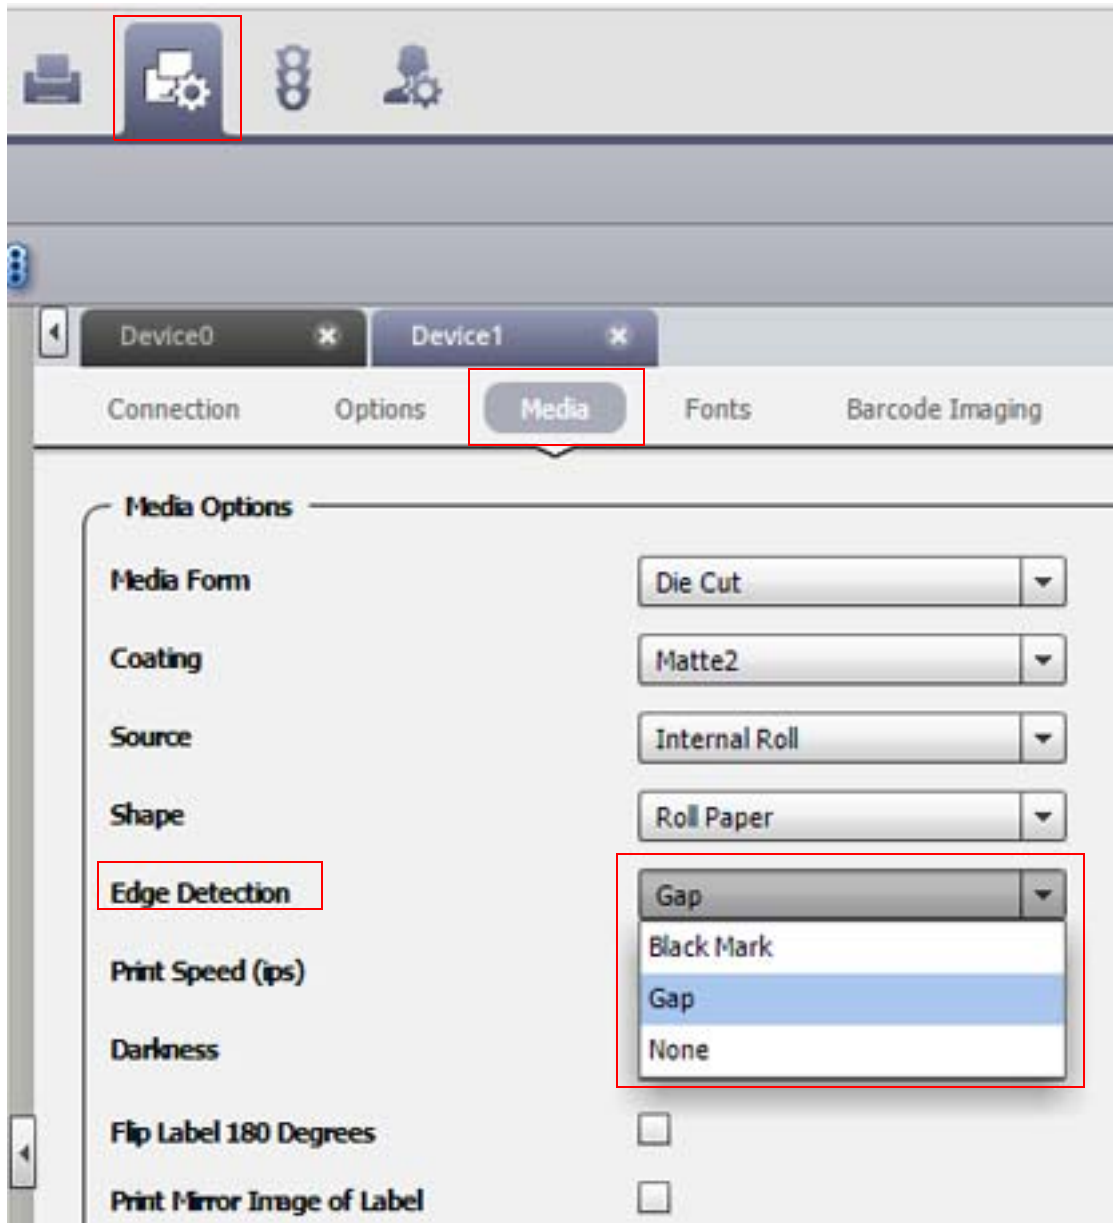 Device0 Device1
Connection Options Media Fonts Barcode Imaging
Media Options
Media Form Die Cut
Coating Matte2
Source Internal Roll
Shape Roll Paper
Edge Detection Gap
Black Mark
Print Speed (ips)
Gap
Darkness None
Flip Label 180 Degrees
Print Mirror Image of Label